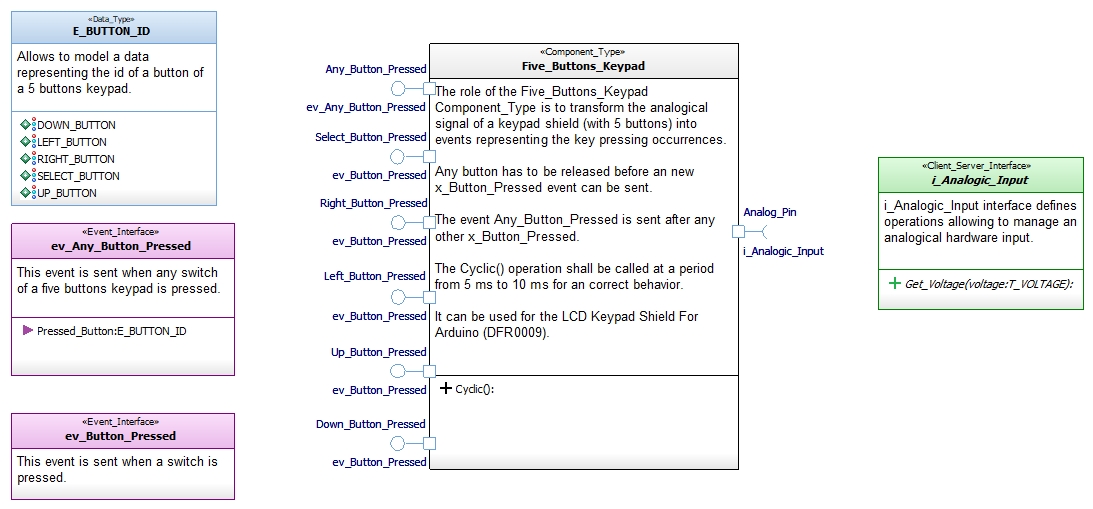 «Data_Type»
E_BUTTON_ID
Allows to model a data
representing the id of a button of
a 5 buttons keypad.
DOWN_BUTTON
LEFT_BUTTON
RIGHT_BUTTON
SELECT_BUTTON
UP_BUTTON
«Event_Interface»
ev_Any_Button_Pressed
This event is sent when any switch
of a five buttons keypad is pressed.
Pressed_Button:E_BUTTON_ID
«Event_Interface»
ev_Button_Pressed
This event is sent when a switch is
pressed.
Any_Button_Pressed
ev_Any_Button_Pressed
Select_Button_Pressed
ev_Button_Pressed
Right_Button_Pressed
ev_Button_Pressed
Left_Button_Pressed
ev_Button_Pressed
Up_Button_Pressed
ev_Button_Pressed
Down_Button_Pressed
ev_Button_Pressed
«Component_Type»
Five_Buttons_Keypad
The role of the Five_Buttons_Keypad
Component_Type is to transform the analogical
signal of a keypad shield (with 5 buttons) into
events representing the key pressing occurrences.
Any button has to be released before an new
x_Button_Pressed event can be sent.
The event Any_Button_Pressed is sent after any
other x_Button_Pressed.
The Cyclic() operation shall be called at a period
from 5 ms to 10 ms for an correct behavior.
It can be used for the LCD Keypad Shield For
Arduino (DFR0009).
Cyclic():
Analog_Pin
i_Analogic_Input
«Client_Server_Interface»
i_Analogic_Input
i_Analogic_Input interface defines
operations allowing to manage an
analogical hardware input.
Get_Voltage(voltage:T_VOLTAGE):